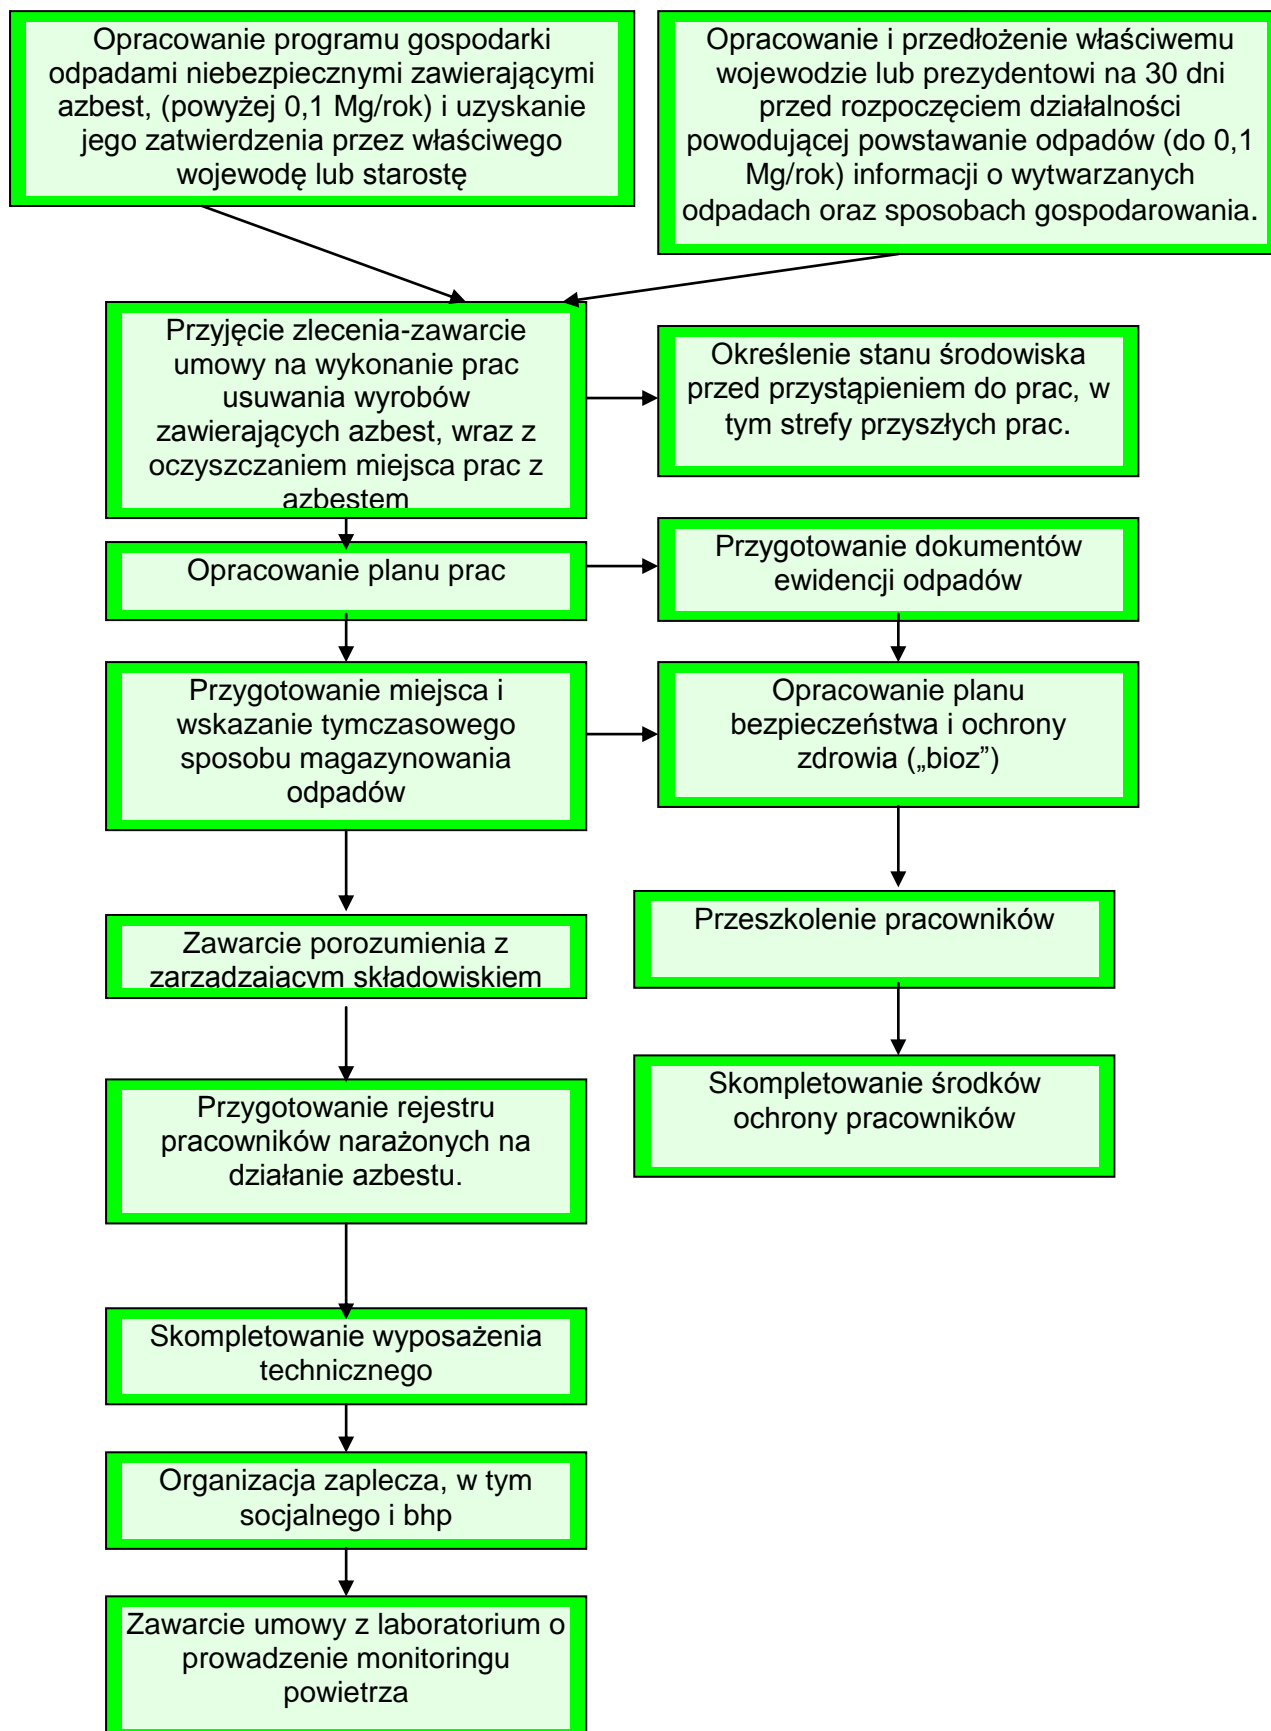 Opracowanie programu gospodarki
odpadami niebezpiecznymi zawierającymi
azbest, (powyżej 0,1 Mg/rok) i uzyskanie
jego zatwierdzenia przez właściwego
wojewodę lub starostę
Opracowanie i przedłożenie właściwemu
wojewodzie lub prezydentowi na 30 dni
przed rozpoczęciem działalności
powodującej powstawanie odpadów (do 0,1
Mg/rok) informacji o wytwarzanych
odpadach oraz sposobach gospodarowania.
Przyjęcie zlecenia-zawarcie
umowy na wykonanie prac
usuwania wyrobów
zawierających azbest, wraz z
oczyszczaniem miejsca prac z
azbestem
Określenie stanu środowiska
przed przystąpieniem do prac, w
tym strefy przyszłych prac.
Opracowanie planu prac
Przygotowanie dokumentów
ewidencji odpadów
Przygotowanie miejsca i
wskazanie tymczasowego
sposobu magazynowania
odpadów
Opracowanie planu
bezpieczeństwa i ochrony
zdrowia („bioz”)
Zawarcie porozumienia z
zarządzającym składowiskiem
Przeszkolenie pracowników
Przygotowanie rejestru
pracowników narażonych na
działanie azbestu.
Skompletowanie środków
ochrony pracowników
Skompletowanie wyposażenia
technicznego
Organizacja zaplecza, w tym
socjalnego i bhp
Zawarcie umowy z laboratorium o
prowadzenie monitoringu
powietrza